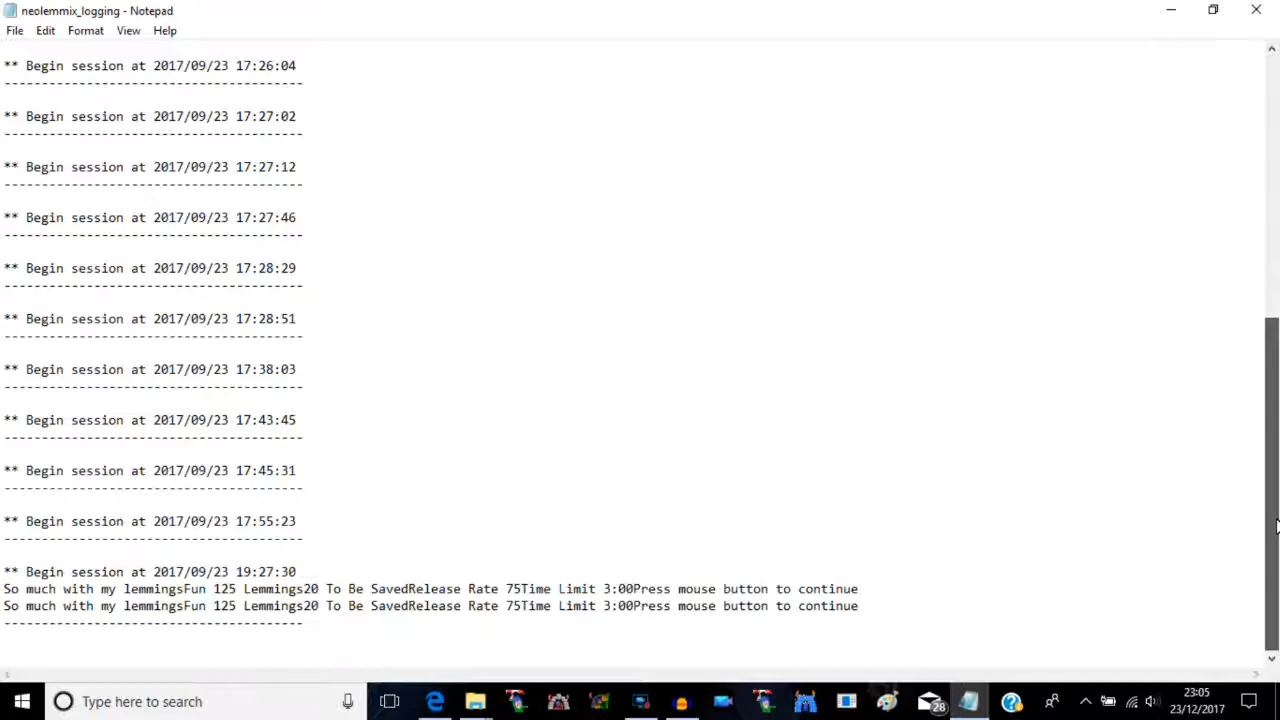 neolemmix_logging - Notepad
File Edit Format View Help
** Begin session at 2017/09/23 17:26:04
----------------------------------------
** Begin session at 2017/09/23 17:27:02
----------------------------------------
** Begin session at 2017/09/23 17:27:12
----------------------------------------
** Begin session at 2017/09/23 17:27:46
----------------------------------------
** Begin session at 2017/09/23 17:28:29
----------------------------------------
** Begin session at 2017/09/23 17:28:51
----------------------------------------
** Begin session at 2017/09/23 17:38:03
----------------------------------------
** Begin session at 2017/09/23 17:43:45
----------------------------------------
** Begin session at 2017/09/23 17:45:31
----------------------------------------
** Begin session at 2017/09/23 17:55:23
----------------------------------------
** Begin session at 2017/09/23 19:27:30
So much with my lemmingsFun 125 Lemmings20 To Be SavedRelease Rate 75Time Limit 3:00Press mouse button to continue
So much with my lemmingsFun 125 Lemmings20 To Be SavedRelease Rate 75Time Limit 3:00Press mouse button to continue
----------------------------------------
Type here to search
28
23:05
23/12/2017